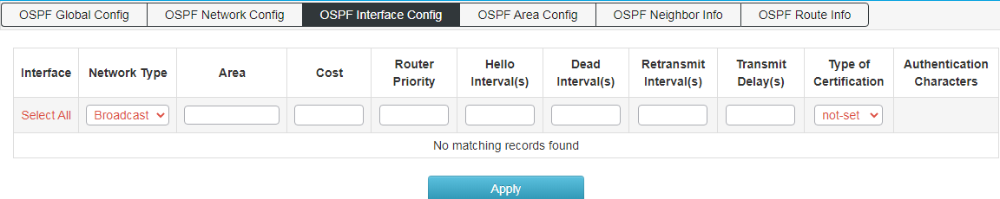 OSPF Global Config OSPF Network Config OSPF Interface Config OSPF Area Config OSPF Neighbor Info OSPF Route Info
Interface Network Type Area Cost Router Priority Hello Interval(s) Dead Interval(s) Retransmit Interval(s) Transmit Delay(s) Type of Certification Authentication Characters
Select All Broadcast not-set
No matching records found
Apply